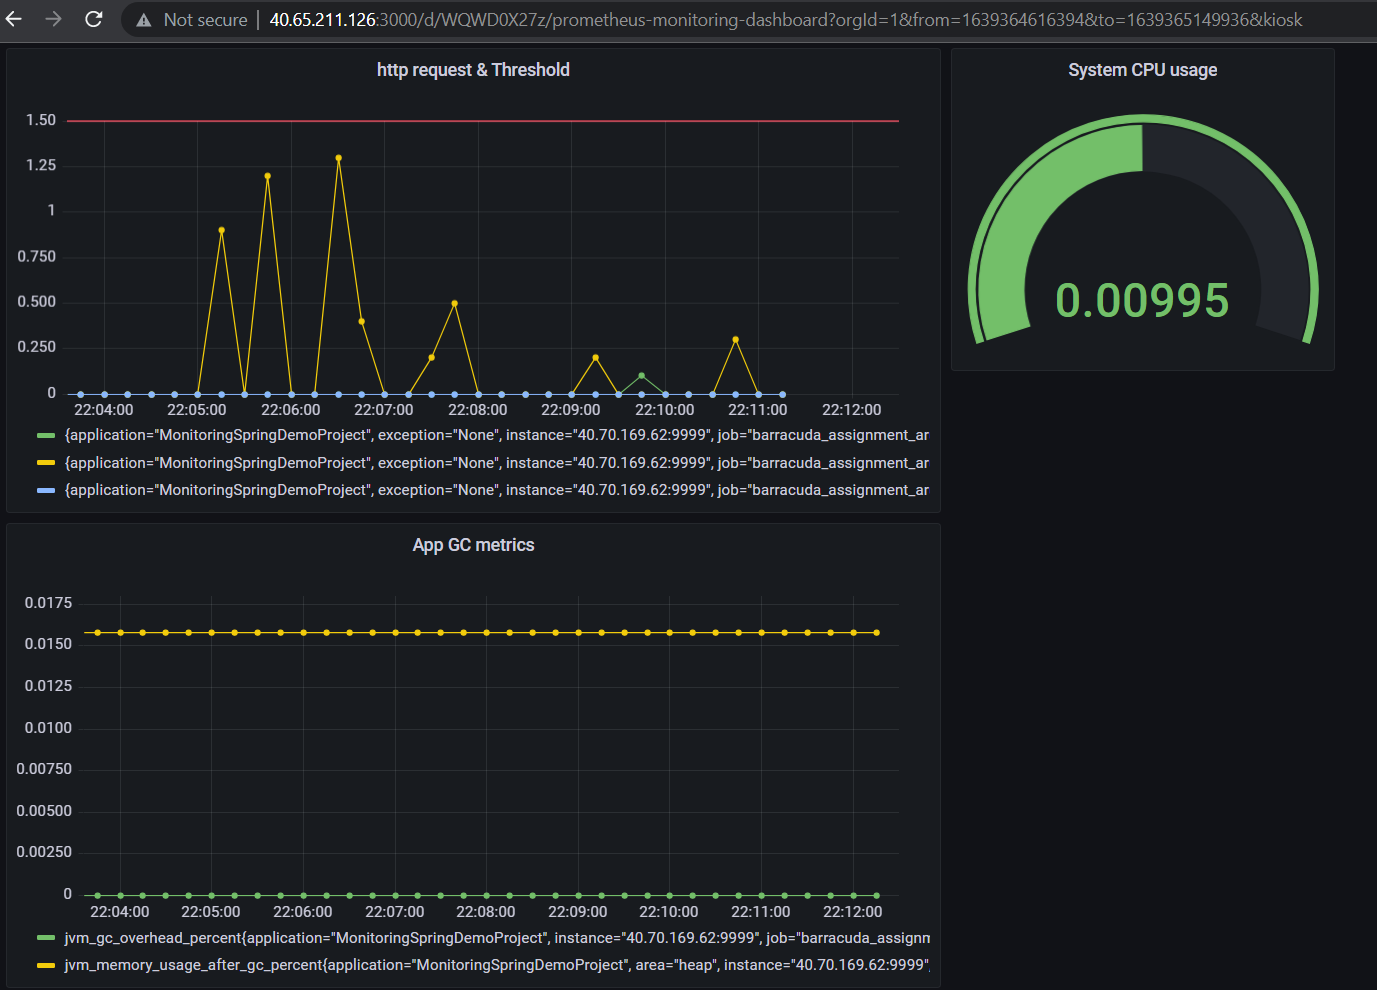 Not secure | 40.65.211.126:3000/d/WQWD0X27z/prometheus-monitoring-dashboard?orgId=1&from=1639364616394&to=1639365149936&kiosk
http request & Threshold
1.50
1.25
1
0.750
0.500
0.250
0
22:04:00 22:05:00 22:06:00 22:07:00 22:08:00 22:09:00 22:10:00 22:11:00 22:12:00
{application="MonitoringSpringDemoProject", exception="None", instance="40.70.169.62:9999", job="barracuda_assignment_ar
{application="MonitoringSpringDemoProject", exception="None", instance="40.70.169.62:9999", job="barracuda_assignment_ar
{application="MonitoringSpringDemoProject", exception="None", instance="40.70.169.62:9999", job="barracuda_assignment_ar
System CPU usage
0.00995
App GC metrics
0.0175
0.0150
0.0125
0.0100
0.00750
0.00500
0.00250
0
22:04:00 22:05:00 22:06:00 22:07:00 22:08:00 22:09:00 22:10:00 22:11:00 22:12:00
jvm_gc_overhead_percent{application="MonitoringSpringDemoProject", instance="40.70.169.62:9999", job="barracuda_assignm
jvm_memory_usage_after_gc_percent{application="MonitoringSpringDemoProject", area="heap", instance="40.70.169.62:9999",